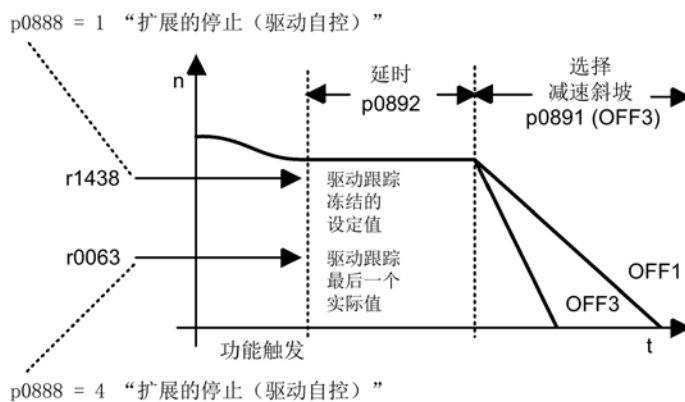 p0888 = 1 “扩展的停止（驱动自控）”
n
延时
p0892
选择
减速斜坡
p0891 (OFF3)
r1438
驱动跟踪
冻结的
设定值
r0063
驱动跟踪
最后一个
实际值
OFF1
OFF3
功能触发
t
p0888 = 4 “扩展的停止（驱动自控）”